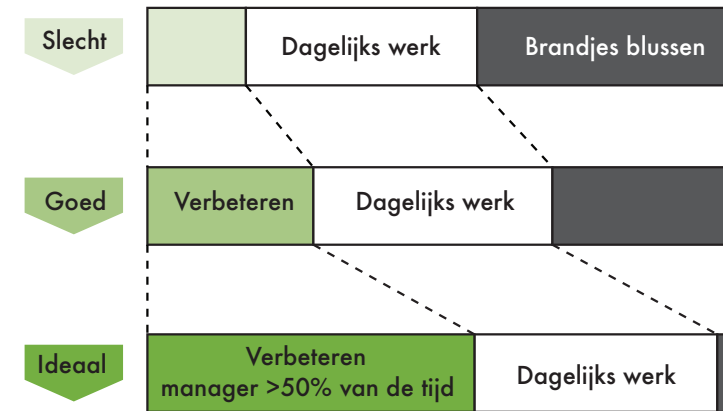 Slecht
Dagelijks werk
Brandjes blussen
Goed
Verbeteren
Dagelijks werk
Ideaal
Verbeteren
manager >50% van de tijd
Dagelijks werk